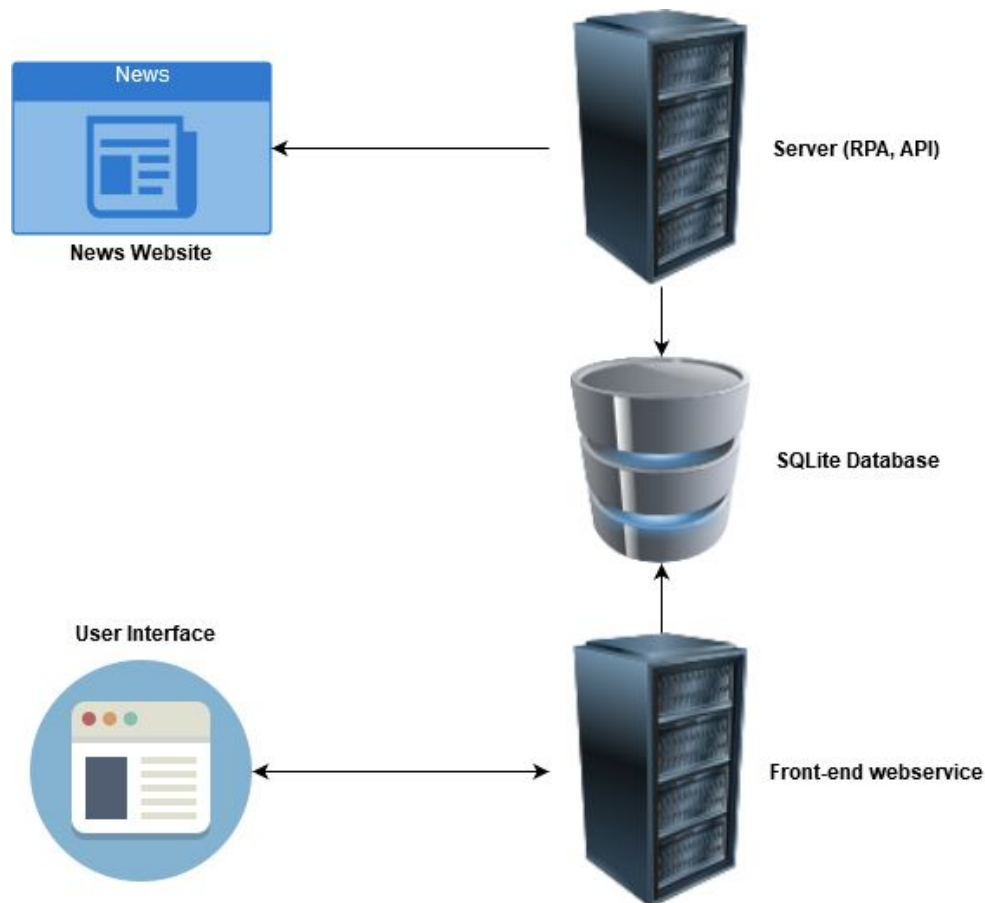 News
News Website
Server (RPA, API)
SQLite Database
User Interface
Front-end webservice